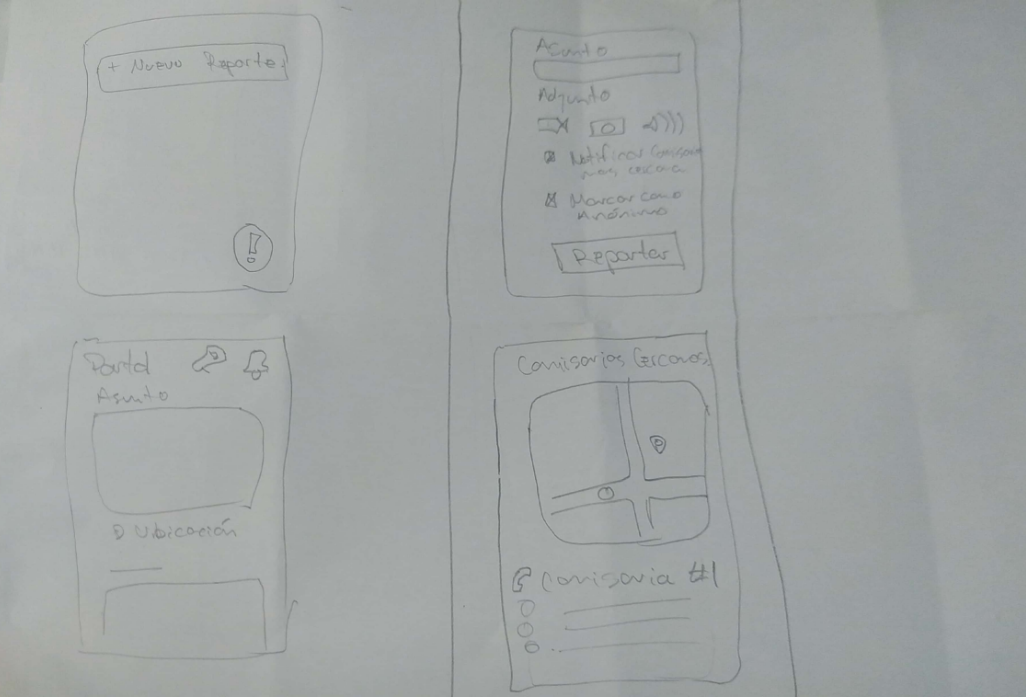 + Nuevo Reporte
Asunto
Adjunto
Notificar Comisaria
mas cercana
Marcar como
Anónimo
Reportar
Portal
Asunto
Ubicación
Comisarias Cercanas
Comisaria #1